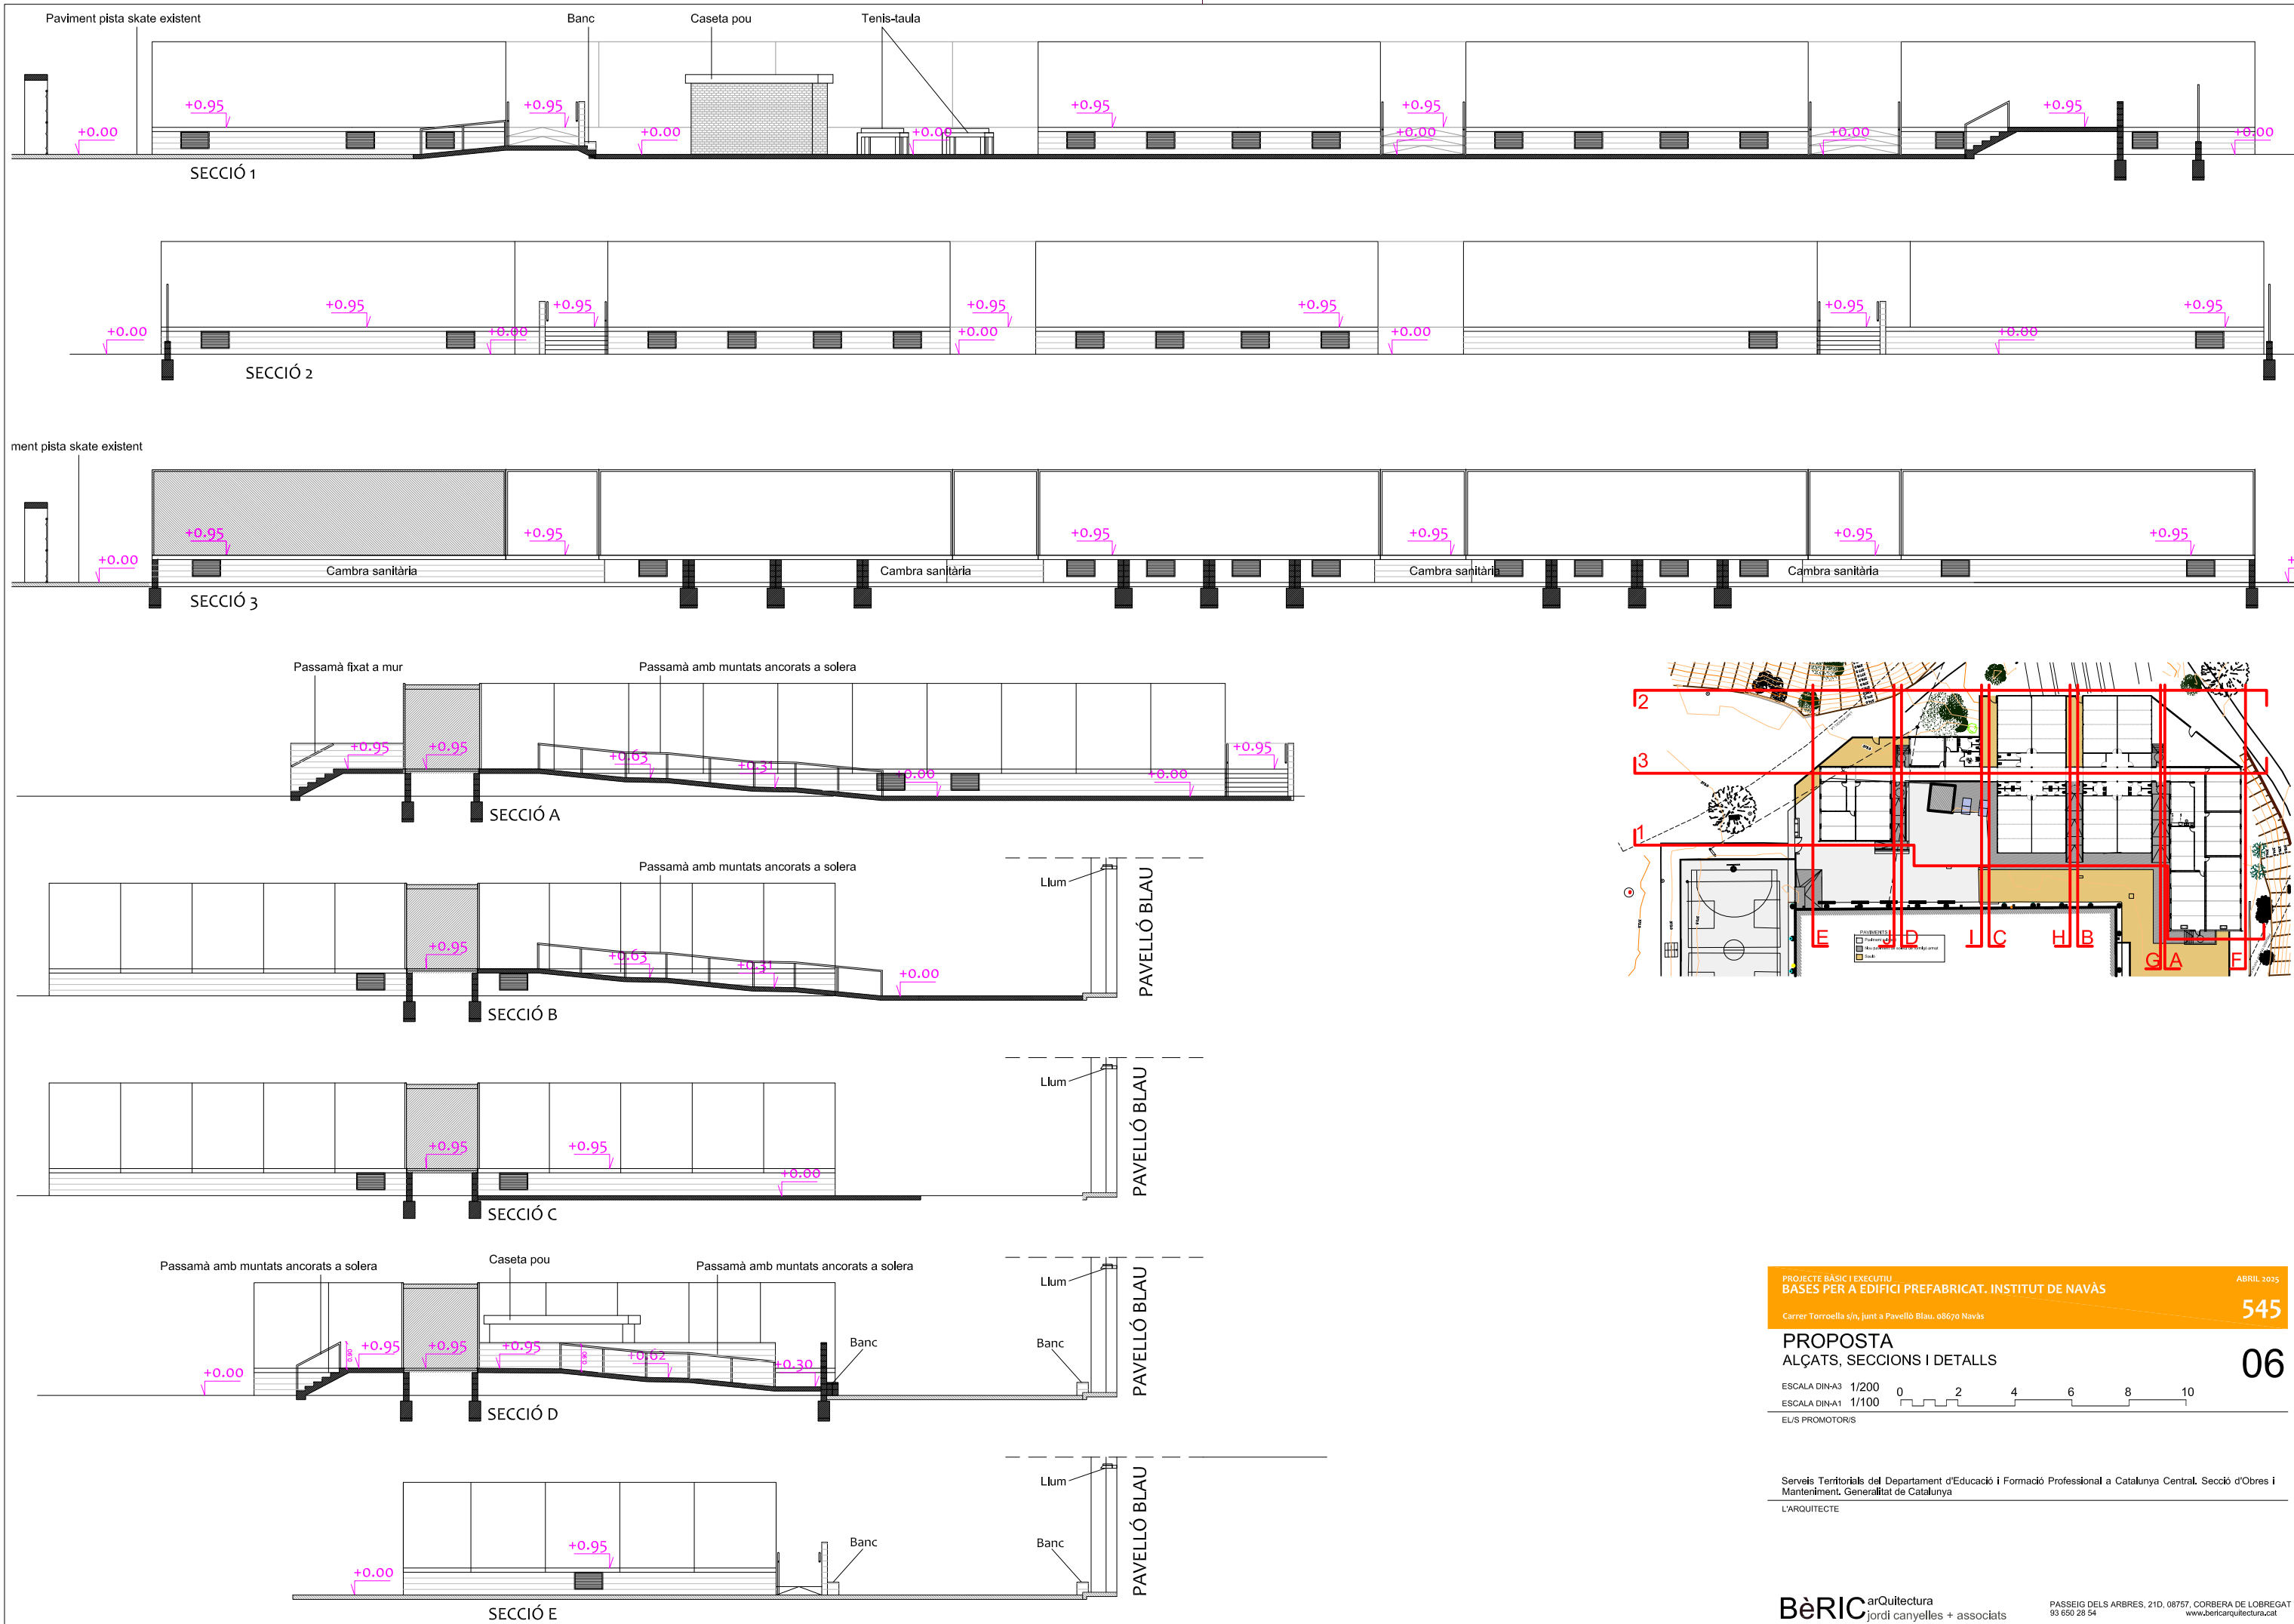 Paviment pista skate existent
Banc
Caseta pou
Tenis-taula
+0.95
+0.95
+0.95
+0.95
+0.95
+0.00
+0.00
+0.00
+0.00
+0.00
+0.00
SECCIÓ 1
+0.95
+0.95
+0.95
+0.95
+0.95
+0.95
+0.00
+0.00
+0.00
+0.00
+0.00
SECCIÓ 2
ment pista skate existent
+0.95
+0.95
+0.95
+0.95
+0.95
+0.95
+0.00
Cambra sanitària
Cambra sanitària
Cambra sanitària
Cambra sanitària
SECCIÓ 3
Passamà fixat a mur
Passamà amb muntats ancorats a solera
+0.95
+0.95
+0.63
+0.31
+0.00
+0.00
+0.95
SECCIÓ A
Passamà amb muntats ancorats a solera
Llum
PAVELLÓ BLAU
+0.95
+0.63
+0.31
+0.00
SECCIÓ B
Llum
PAVELLÓ BLAU
+0.95
+0.95
+0.00
SECCIÓ C
Passamà amb muntats ancorats a solera
Caseta pou
Passamà amb muntats ancorats a solera
Llum
PAVELLÓ BLAU
+0.00
0.90
+0.95
+0.95
+0.95
0.90
+0.62
+0.30
Banc
Banc
SECCIÓ D
Llum
PAVELLÓ BLAU
+0.00
+0.95
Banc
Banc
SECCIÓ E
2
3
1
E
J
D
I
C
H
B
G
A
F
PAVIMENTS
PROJECTE BÀSIC I EXECUTIU
ABRIL 2025
BASES PER A EDIFICI PREFABRICAT. INSTITUT DE NAVÀS
545
Carrer Torroella s/n, junt a Pavelló Blau. 08670 Navàs
PROPOSTA
ALÇATS, SECCIONS I DETALLS
06
ESCALA DIN-A3 1/200
ESCALA DIN-A1 1/100
0 2 4 6 8 10
EL/S PROMOTOR/S
Serveis Territorials del Departament d'Educació i Formació Professional a Catalunya Central. Secció d'Obres i
Manteniment. Generalitat de Catalunya
L'ARQUITECTE
BèRIC arQuitectura
jordi canyelles + associats
PASSEIG DELS ARBRES, 21D, 08757, CORBERA DE LOBREGAT
93 650 28 54 www.bericarquitectura.cat